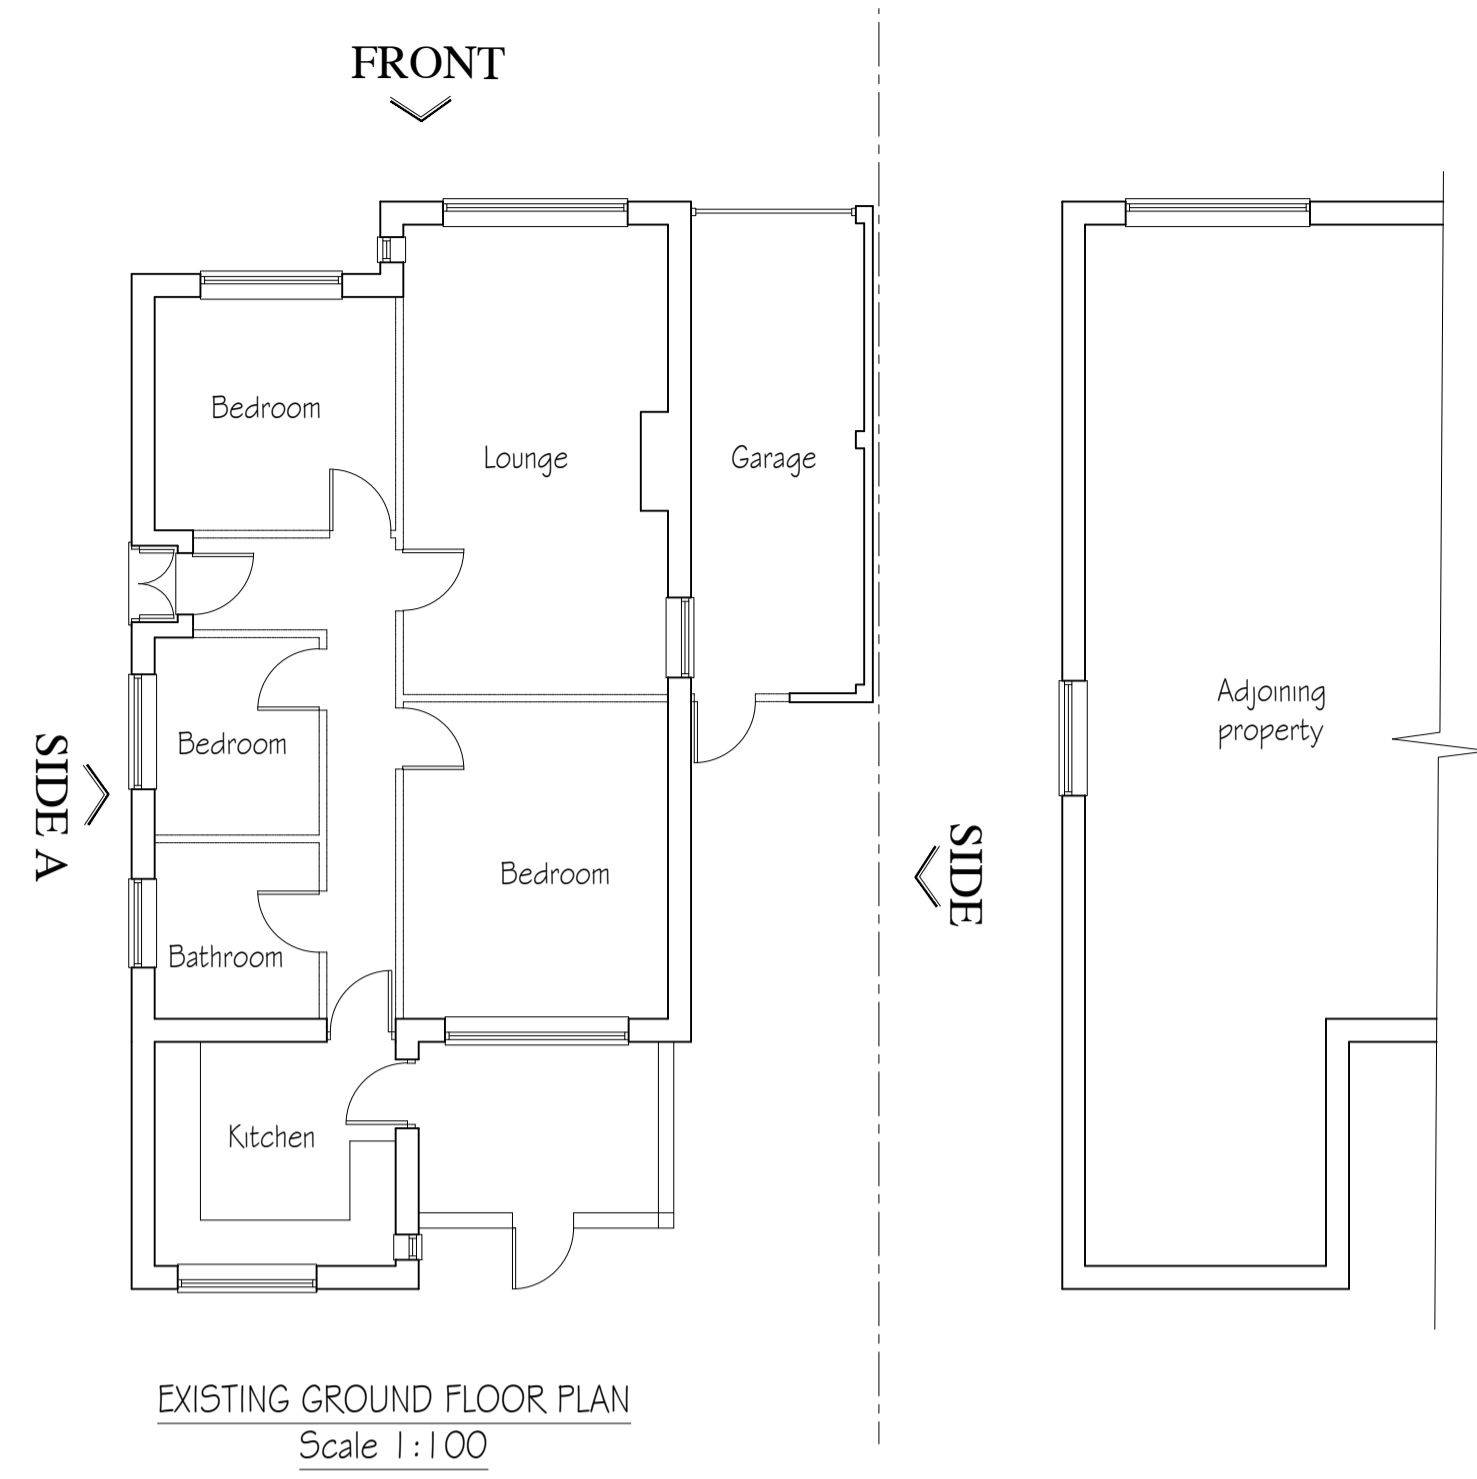 FRONT
Bedroom
Lounge
Garage
Adjoining
property
SIDE A
Bedroom
Bedroom
SIDE
Bathroom
Kitchen
EXISTING GROUND FLOOR PLAN
Scale 1:100